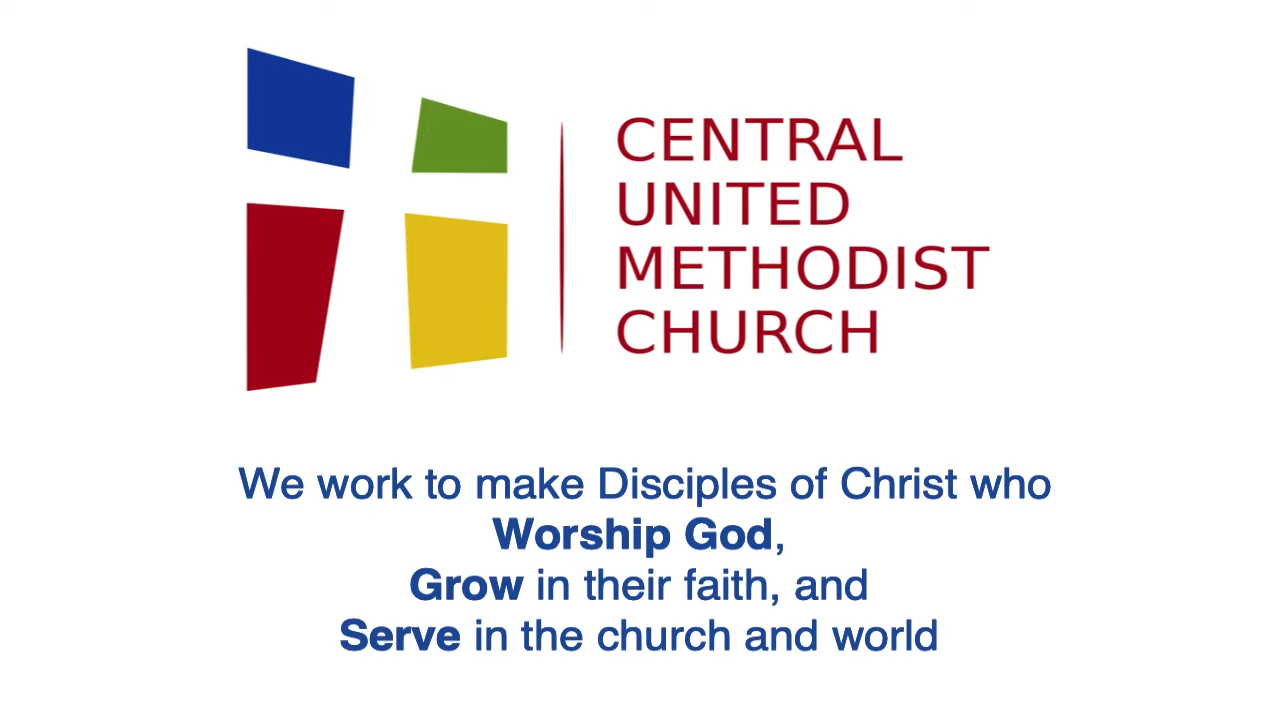 CENTRAL
UNITED
METHODIST
CHURCH
We work to make Disciples of Christ who
Worship God,
Grow in their faith, and
Serve in the church and world